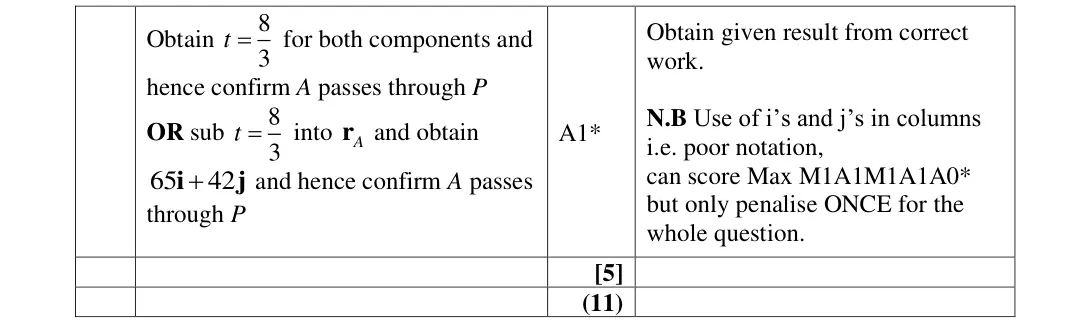 Obtain t = 8/3 for both components and
hence confirm A passes through P
OR sub t = 8/3 into r_A and obtain
65i + 42j and hence confirm A passes
through P
A1*
Obtain given result from correct
work.
N.B Use of i’s and j’s in columns
i.e. poor notation,
can score Max M1A1M1A1A0*
but only penalise ONCE for the
whole question.
[5]
(11)